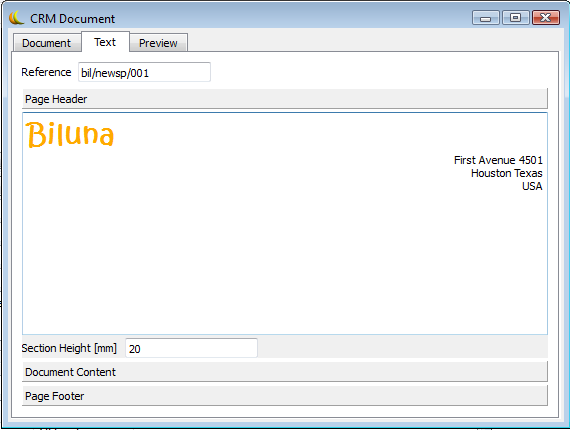 CRM Document
Document Text Preview
Reference bil/newsp/001
Page Header
Biluna
First Avenue 4501
Houston Texas
USA
Section Height [mm] 20
Document Content
Page Footer